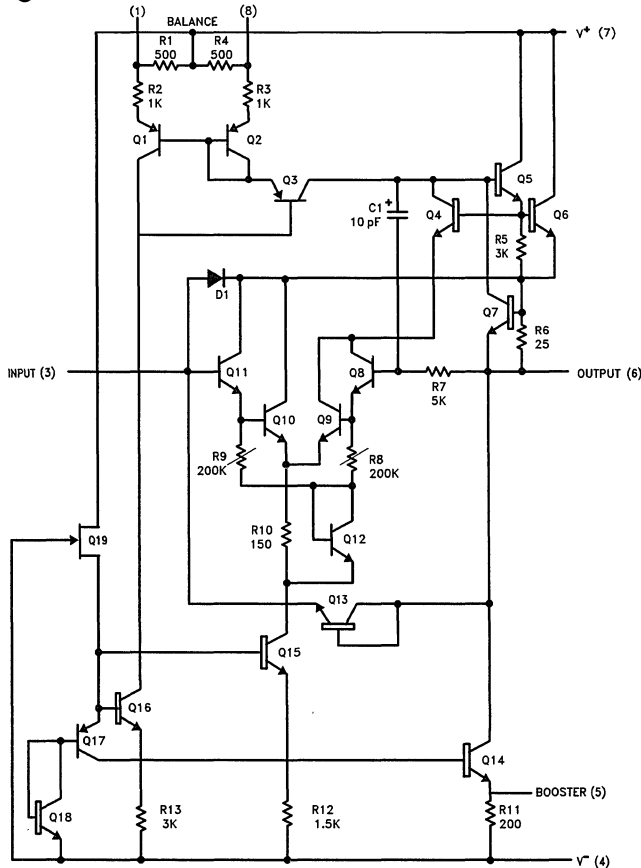 (1)
BALANCE
(8)
R1
500
R4
500
V+ (7)
R2
1K
R3
1K
Q1
Q2
Q3
Q5
C1
+
10 pF
Q4
Q6
R5
3K
D1
Q7
R6
25
INPUT (3)
Q11
Q8
R7
5K
OUTPUT (6)
Q10
Q9
R9
200K
R8
200K
R10
150
Q12
Q19
Q13
Q15
Q16
Q17
Q14
BOOSTER (5)
Q18
R13
3K
R12
1.5K
R11
200
V- (4)